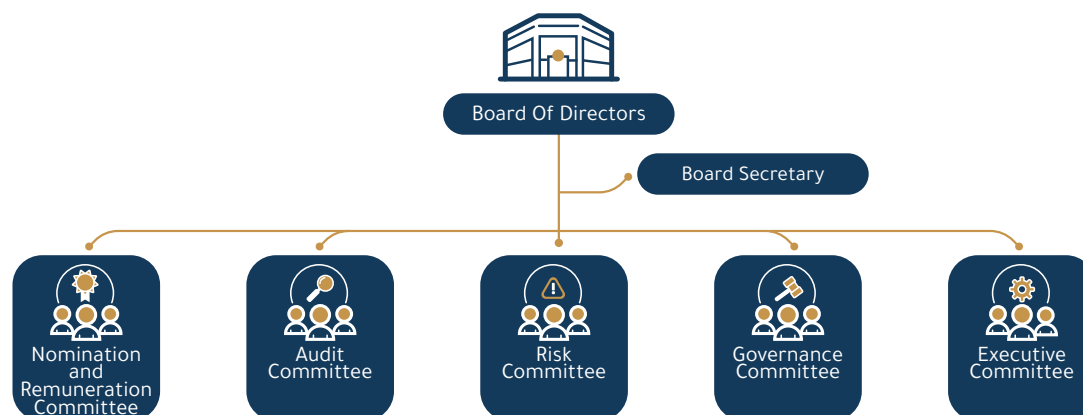 Board Of Directors
Board Secretary
Nomination
and
Remuneration
Committee
Audit
Committee
Risk
Committee
Governance
Committee
Executive
Committee